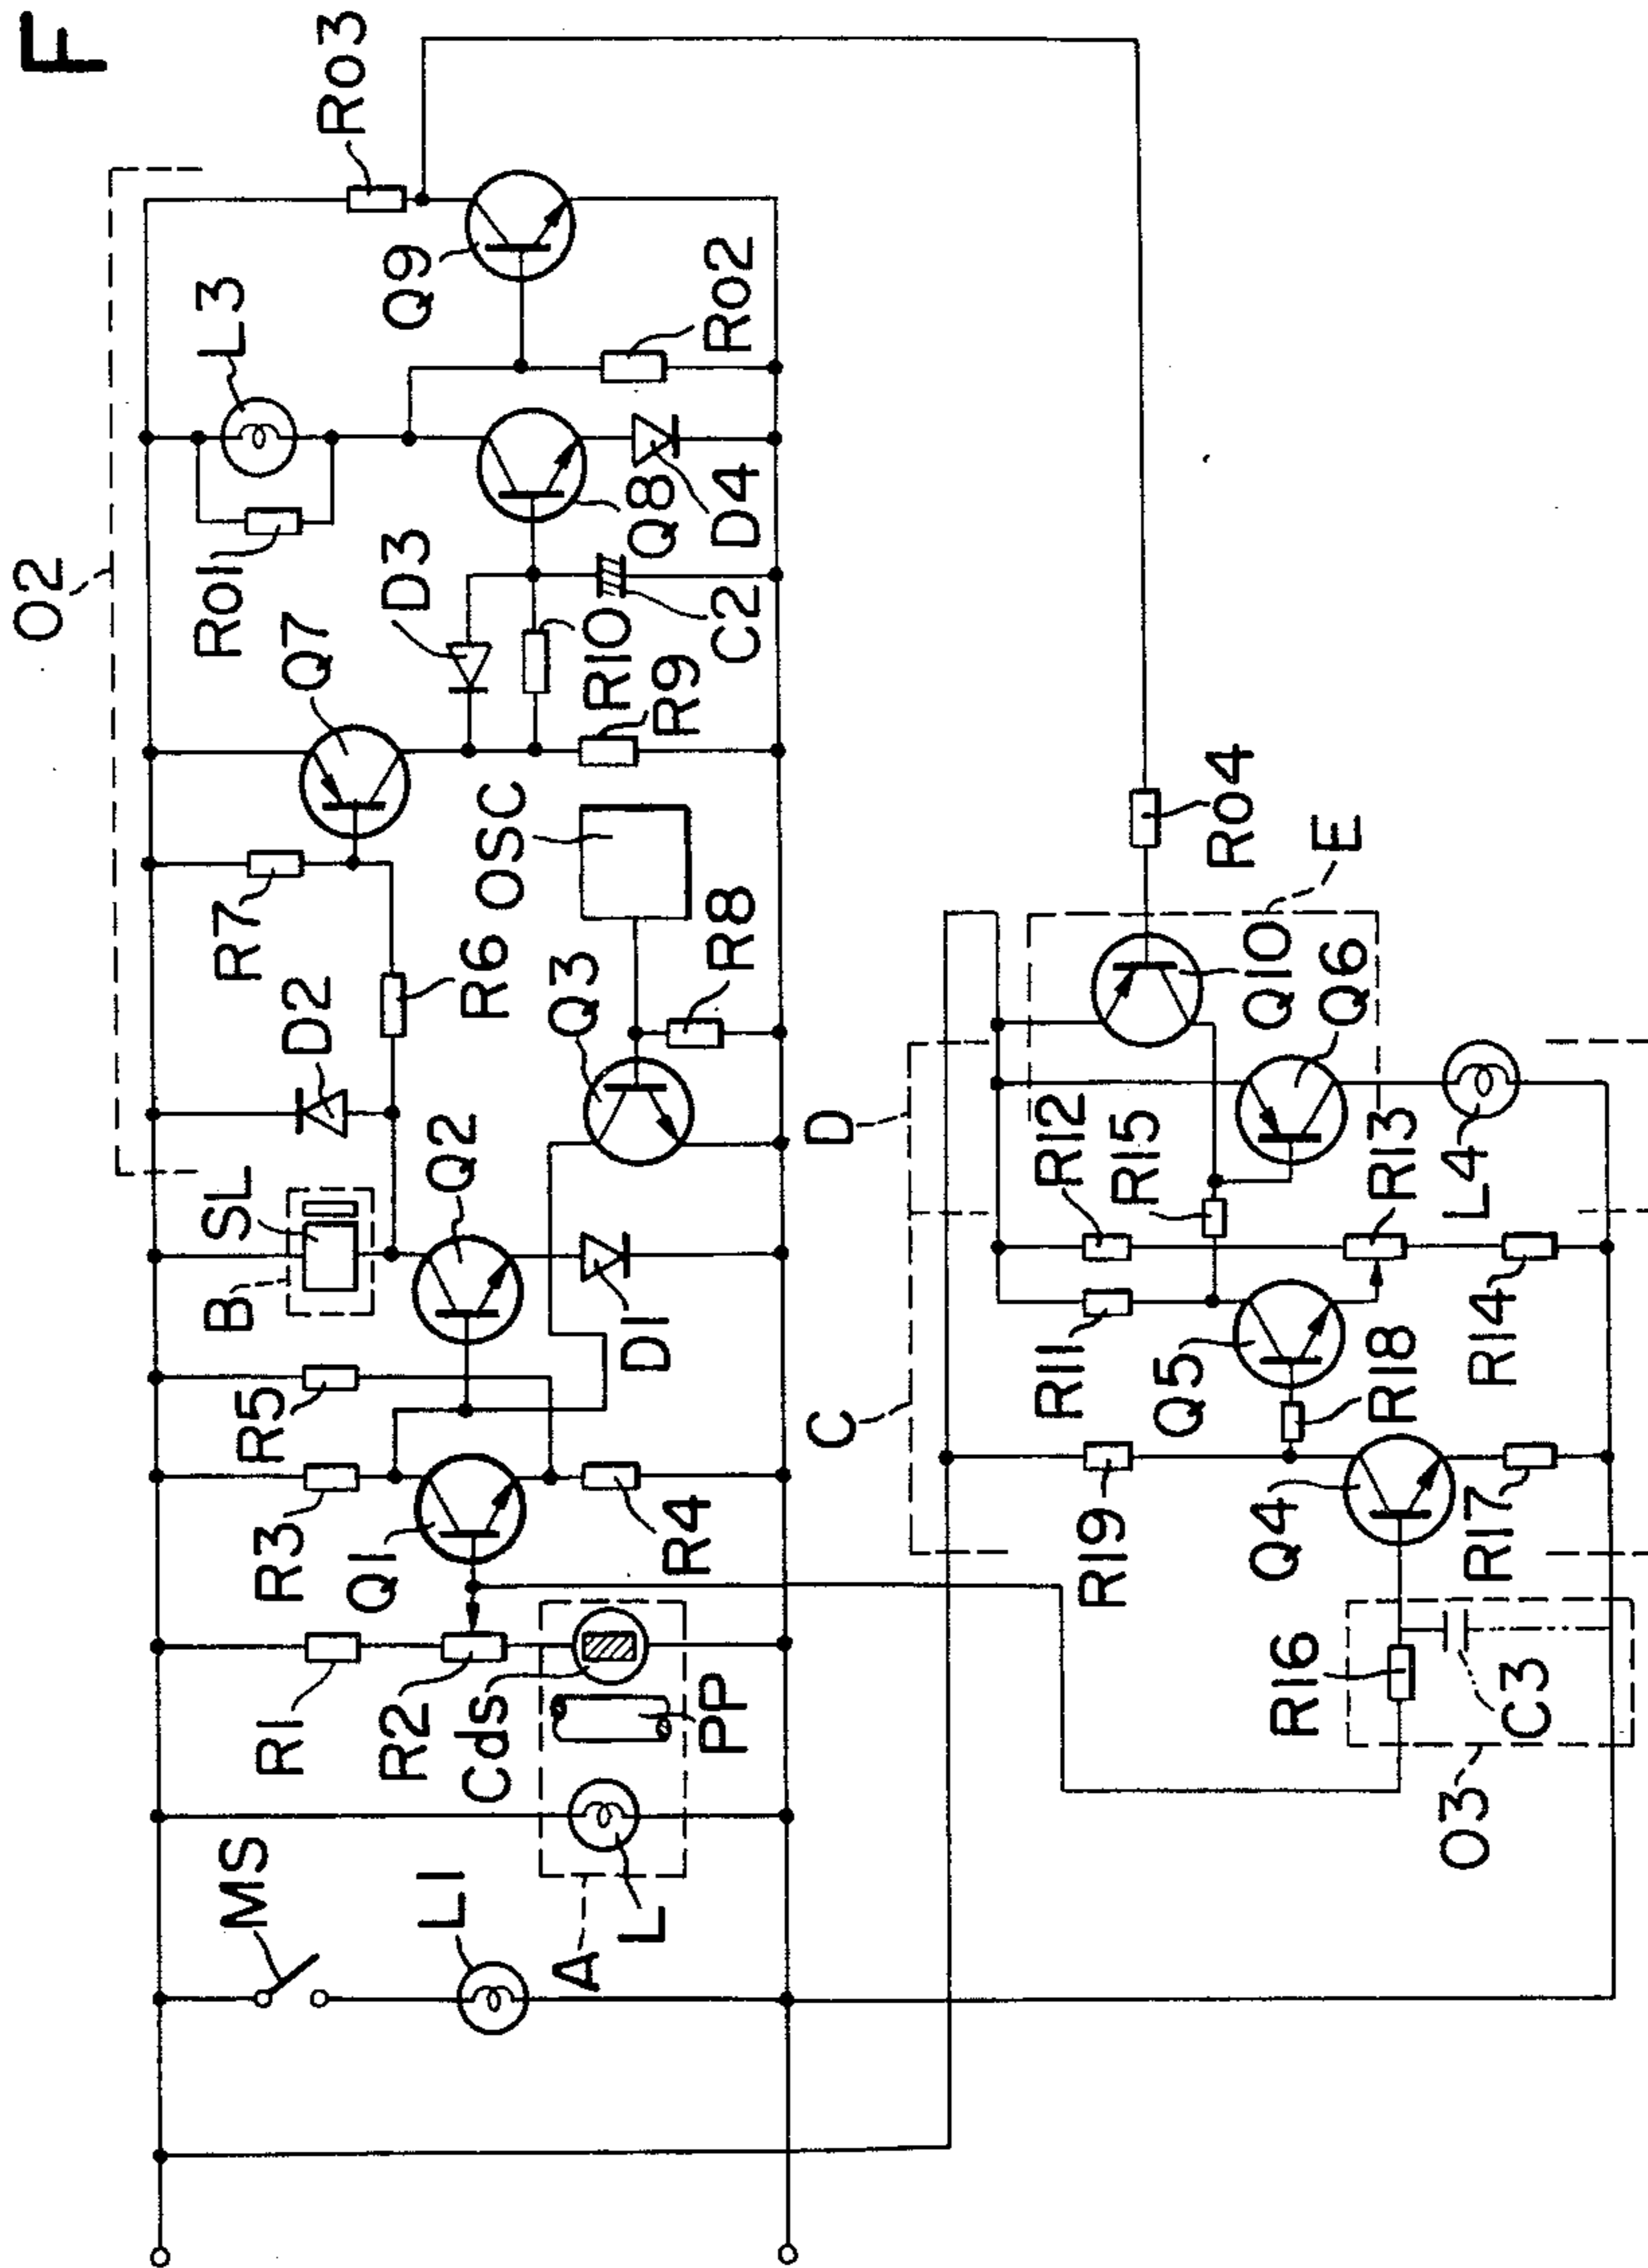 F
O2
Ro3
Q9
L3
Ro2
Ro1
Q8
D4
D3
C2
Q7
R10
R9
OSC
R7
R6
R8
D2
Q3
SL
B
Q2
D1
R5
R3
Q1
R4
R1
R2
Cds
PP
MS
L1
A
L
Ro4
E
Q10
Q6
D
R12
R15
R13
L4
R11
Q5
R18
R14
C
R19
Q4
R17
R16
C3
O3